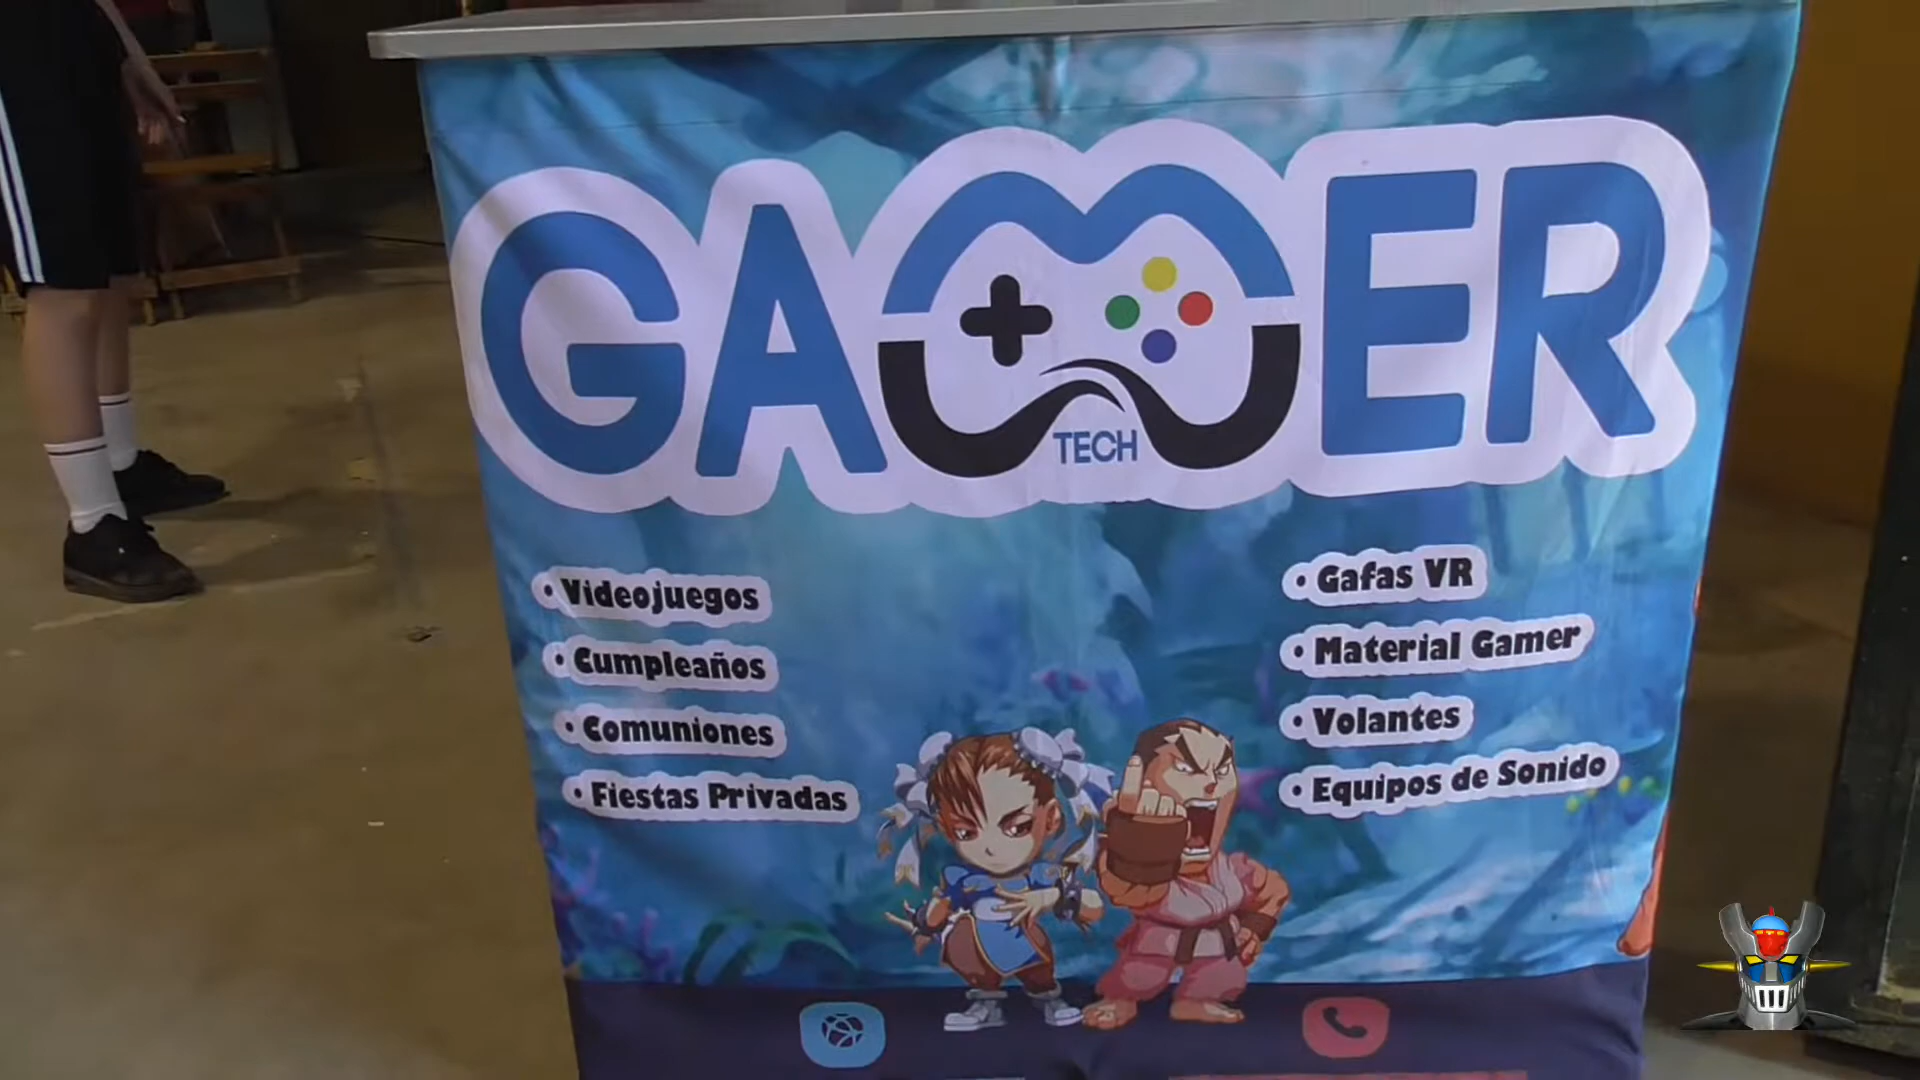 GAMER
TECH
• Videojuegos
• Cumpleaños
• Comuniones
• Fiestas Privadas
• Gafas VR
• Material Gamer
• Volantes
• Equipos de Sonido